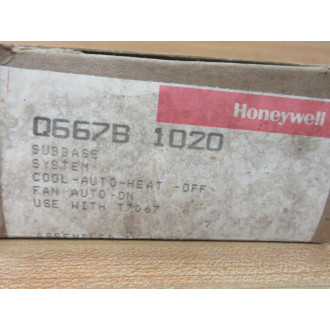 Honeywell
Q667B 1020
SUBBASE
SYSTEM
COOL-AUTO-HEAT-OFF
FAN AUTO-ON
USE WITH T7067